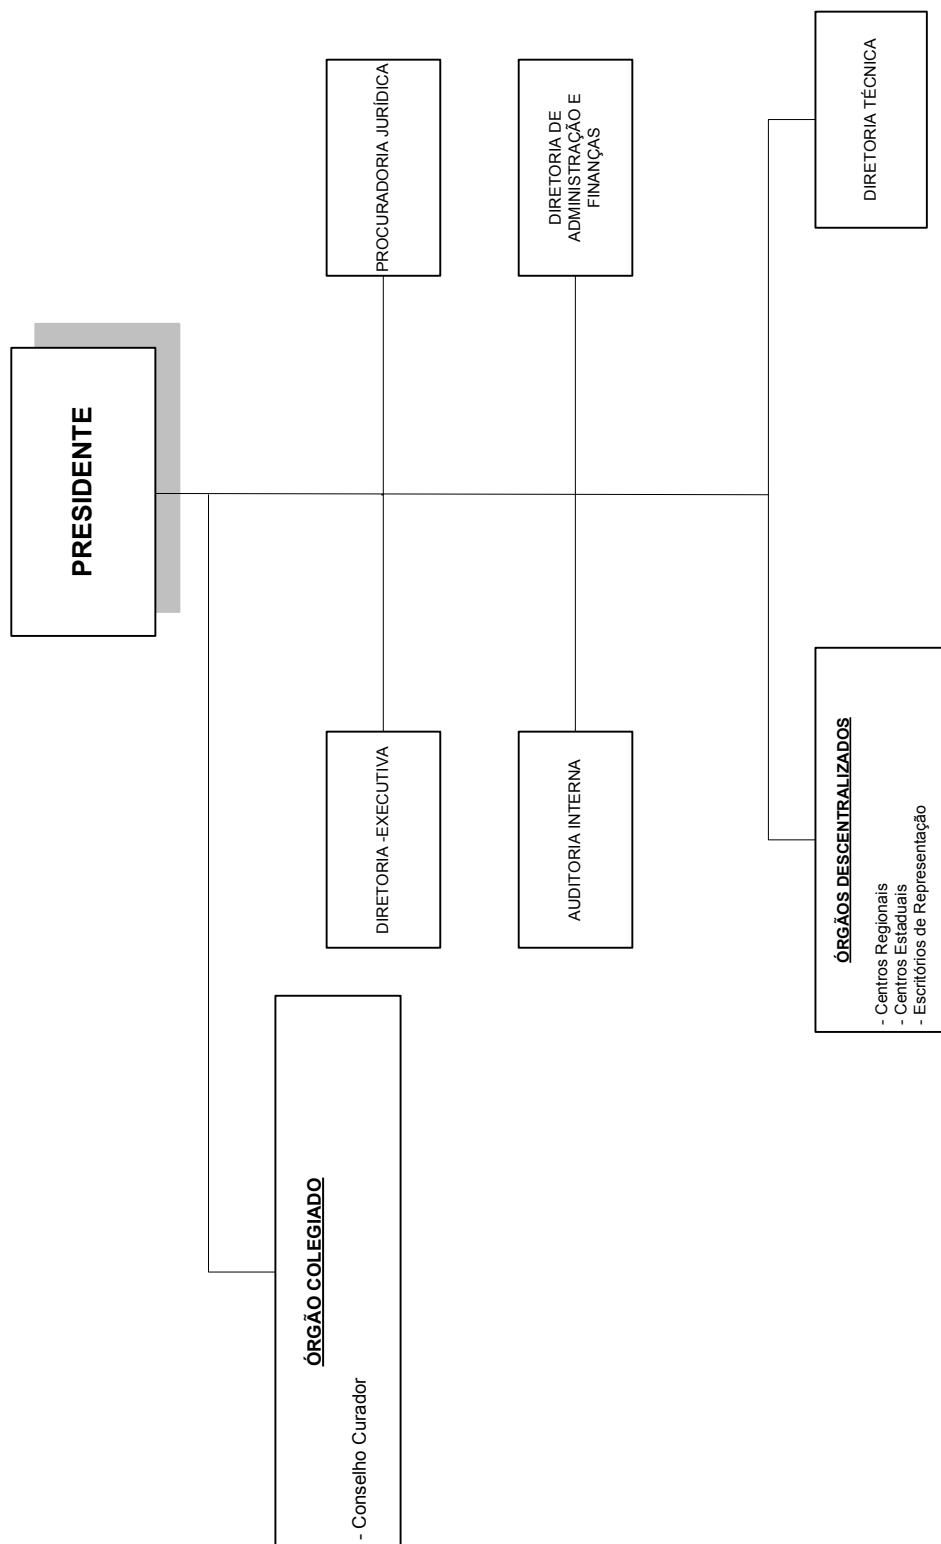 PRESIDENTE
ÓRGÃO COLEGIADO
- Conselho Curador
DIRETORIA -EXECUTIVA
PROCURADORIA JURÍDICA
AUDITORIA INTERNA
DIRETORIA DE
ADMINISTRAÇÃO E
FINANÇAS
ÓRGÃOS DESCENTRALIZADOS
- Centros Regionais
- Centros Estaduais
- Escritórios de Representação
DIRETORIA TÉCNICA